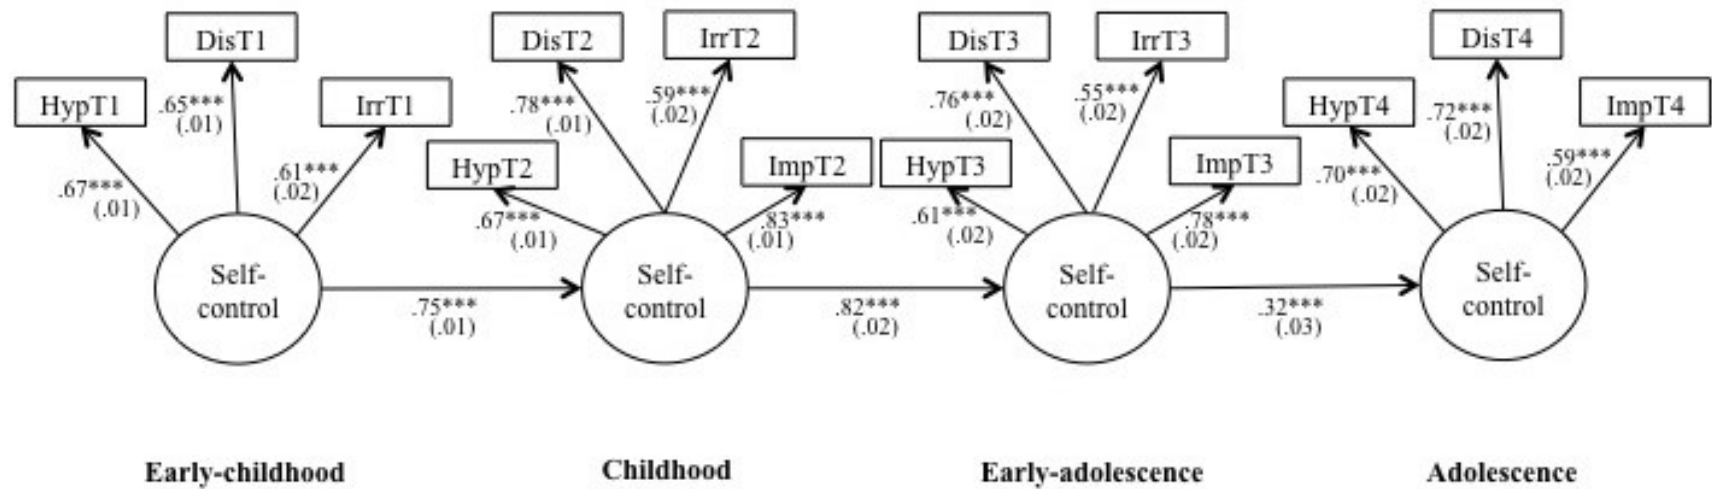 DisT1
HypT1
IrrT1
.65***
(.01)
.67***
(.01)
.61***
(.02)
Self-
control
.75***
(.01)
DisT2
IrrT2
HypT2
ImpT2
.78***
(.01)
.59***
(.02)
.67***
(.01)
.83***
(.01)
Self-
control
.82***
(.02)
DisT3
IrrT3
HypT3
ImpT3
.76***
(.02)
.55***
(.02)
.61***
(.02)
.78***
(.02)
Self-
control
.32***
(.03)
DisT4
HypT4
ImpT4
.72***
(.02)
.70***
(.02)
.59***
(.02)
Self-
control
Early-childhood
Childhood
Early-adolescence
Adolescence